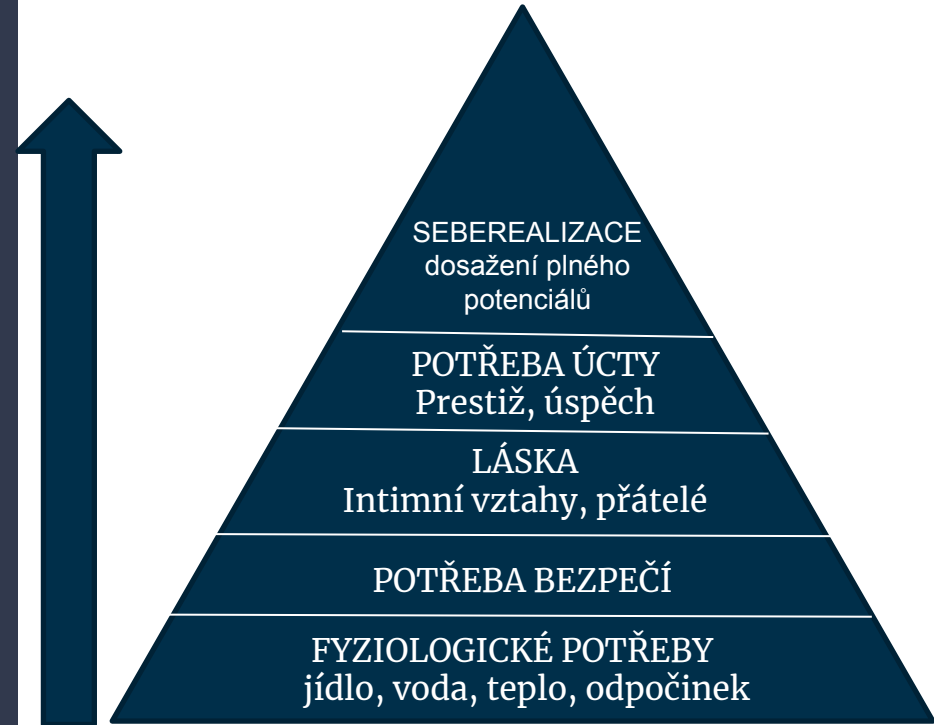 SEBEREALIZACE
dosažení plného
potenciálů
POTŘEBA ÚCTY
Prestiž, úspěch
LÁSKA
Intimní vztahy, přátelé
POTŘEBA BEZPEČÍ
FYZIOLOGICKÉ POTŘEBY
jídlo, voda, teplo, odpočinek